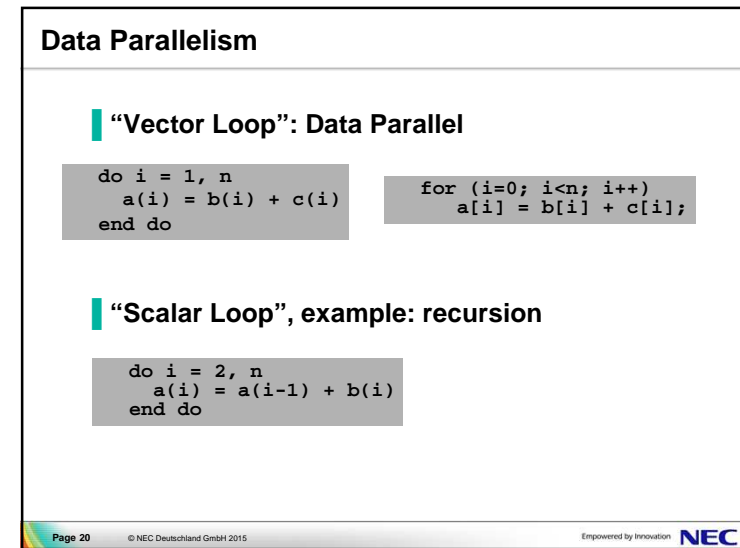 Data Parallelism
“Vector Loop”: Data Parallel
do i = 1, n
a(i) = b(i) + c(i)
end do
for (i=0; i<n; i++)
a[i] = b[i] + c[i];
“Scalar Loop”, example: recursion
do i = 2, n
a(i) = a(i-1) + b(i)
end do
Page 20 © NEC Deutschland GmbH 2015 Empowered by Innovation NEC